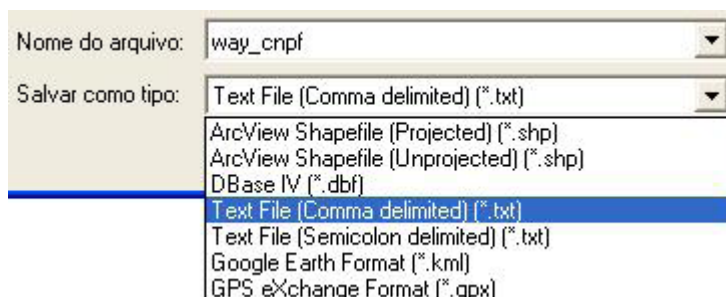 Nome do arquivo: way_cnpf
Salvar como tipo: Text File (Comma delimited) (*.txt)
ArcView Shapefile (Projected) (*.shp)
ArcView Shapefile (Unprojected) (*.shp)
DBase IV (*.dbf)
Text File (Comma delimited) (*.txt)
Text File (Semicolon delimited) (*.txt)
Google Earth Format (*.kml)
GPS eXchange Format (*.gpx)